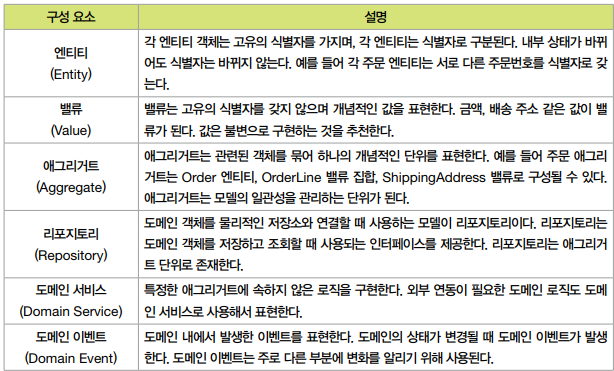 구성 요소
설명
엔티티
(Entity)
각 엔티티 객체는 고유의 식별자를 가지며, 각 엔티티는 식별자로 구분된다. 내부 상태가 바뀌
어도 식별자는 바뀌지 않는다. 예를 들어 각 주문 엔티티는 서로 다른 주문번호를 식별자로 갖
는다.
밸류
(Value)
밸류는 고유의 식별자를 갖지 않으며 개념적인 값을 표현한다. 금액, 배송 주소 같은 값이 밸
류가 된다. 값은 불변으로 구현하는 것을 추천한다.
애그리거트
(Aggregate)
애그리거트는 관련된 객체를 묶어 하나의 개념적인 단위를 표현한다. 예를 들어 주문 애그리
거트는 Order 엔티티, OrderLine 밸류 집합, ShippingAddress 밸류로 구성될 수 있다.
애그리거트는 모델의 일관성을 관리하는 단위가 된다.
리포지토리
(Repository)
도메인 객체를 물리적인 저장소와 연결할 때 사용하는 모델이 리포지토리이다. 리포지토리는
도메인 객체를 저장하고 조회할 때 사용되는 인터페이스를 제공한다. 리포지토리는 애그리거
트 단위로 존재한다.
도메인 서비스
(Domain Service)
특정한 애그리거트에 속하지 않은 로직을 구현한다. 외부 연동이 필요한 도메인 로직도 도메
인 서비스로 사용해서 표현한다.
도메인 이벤트
(Domain Event)
도메인 내에서 발생한 이벤트를 표현한다. 도메인의 상태가 변경될 때 도메인 이벤트가 발생
한다. 도메인 이벤트는 주로 다른 부분에 변화를 알리기 위해 사용된다.